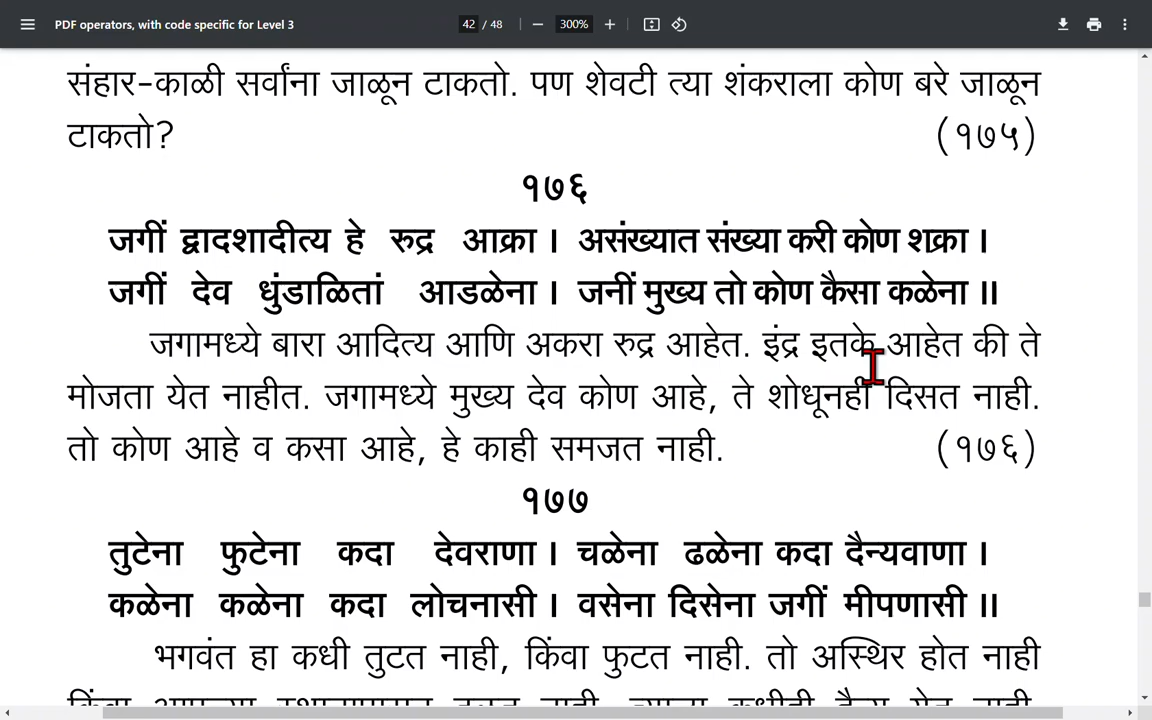 PDF operators, with code specific for Level 3 42 / 48 300%
संहार-काळी सर्वांना जाळून टाकतो. पण शेवटी त्या शंकराला कोण बरे जाळून
टाकतो? (१७५)
१७६
जगीं द्वादशादीत्य हे रुद्र आक्रा । असंख्यात संख्या करी कोण शक्रा ।
जगीं देव धुंडाळितां आडळेना । जनीं मुख्य तो कोण कैसा कळेना ॥
जगामध्ये बारा आदित्य आणि अकरा रुद्र आहेत. इंद्र इतके आहेत की ते
मोजता येत नाहीत. जगामध्ये मुख्य देव कोण आहे, ते शोधूनही दिसत नाही.
तो कोण आहे व कसा आहे, हे काही समजत नाही. (१७६)
१७७
तुटेना फुटेना कदा देवराणा । चळेना ढळेना कदा दैन्यवाणा ।
कळेना कळेना कदा लोचनासी । वसेना दिसेना जगीं मीपणासी ॥
भगवंत हा कधी तुटत नाही, किंवा फुटत नाही. तो अस्थिर होत नाही